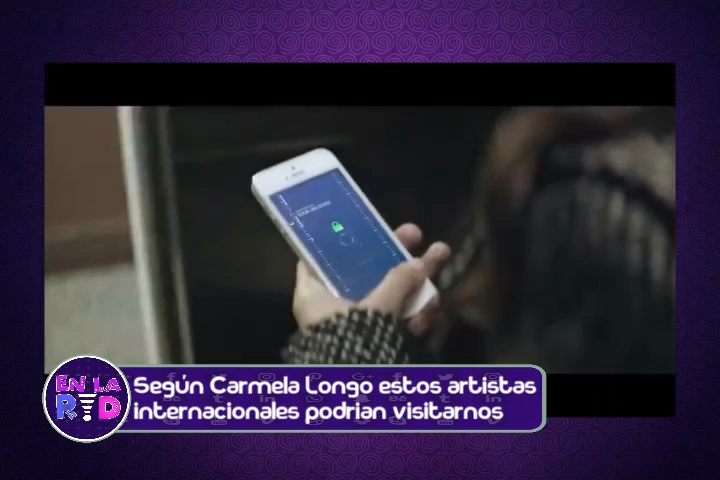 EN LA
RED
Según Carmela Longo estos artistas
internacionales podrian visitarnos